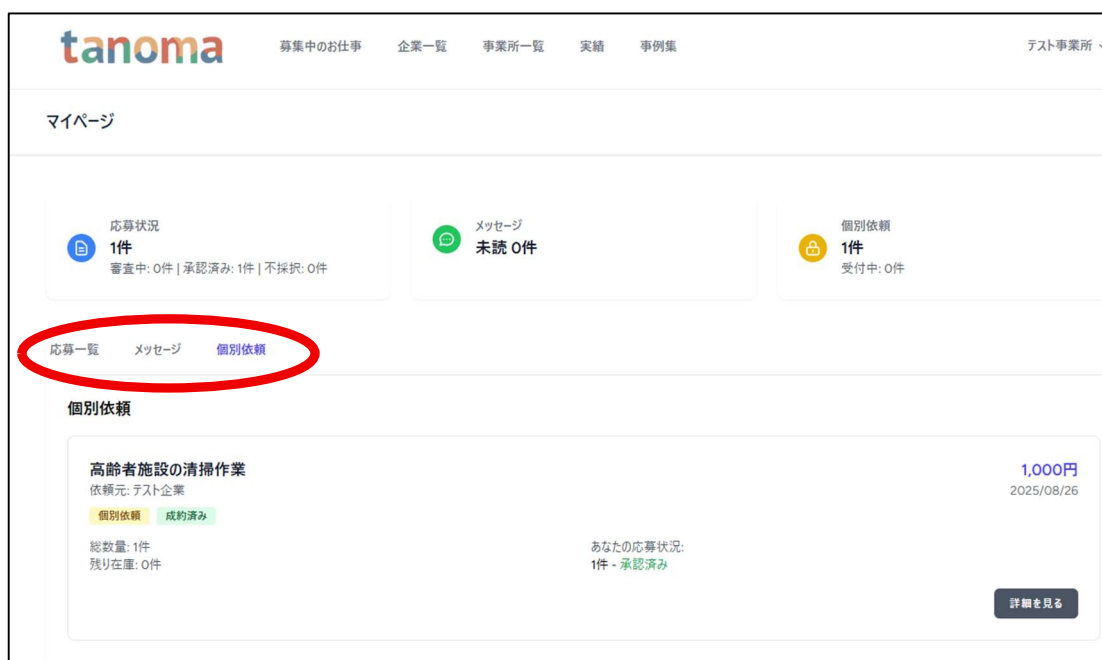 tanoma 募集中のお仕事 企業一覧 事業所一覧 実績 事例集 テスト事業所
マイページ
応募状況
1件
審査中: 0件 | 承認済み: 1件 | 不採択: 0件
メッセージ
未読 0件
個別依頼
1件
受付中: 0件
応募一覧 メッセージ 個別依頼
個別依頼
高齢者施設の清掃作業
1,000円
依頼元: テスト企業
2025/08/26
個別依頼 成約済み
総数量: 1件
残り在庫: 0件
あなたの応募状況:
1件 - 承認済み
詳細を見る